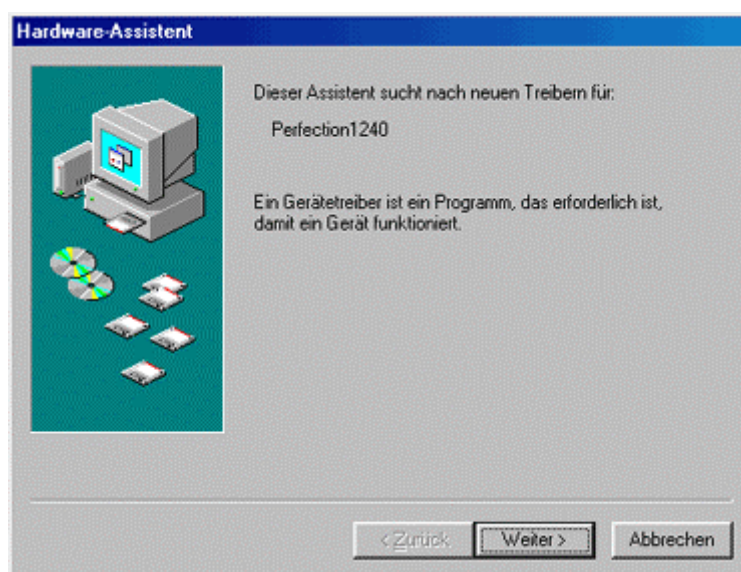 Hardware-Assistent
Dieser Assistent sucht nach neuen Treibern für:
Perfection1240
Ein Gerätetreiber ist ein Programm, das erforderlich ist,
damit ein Gerät funktioniert.
< Zurück
Weiter >
Abbrechen